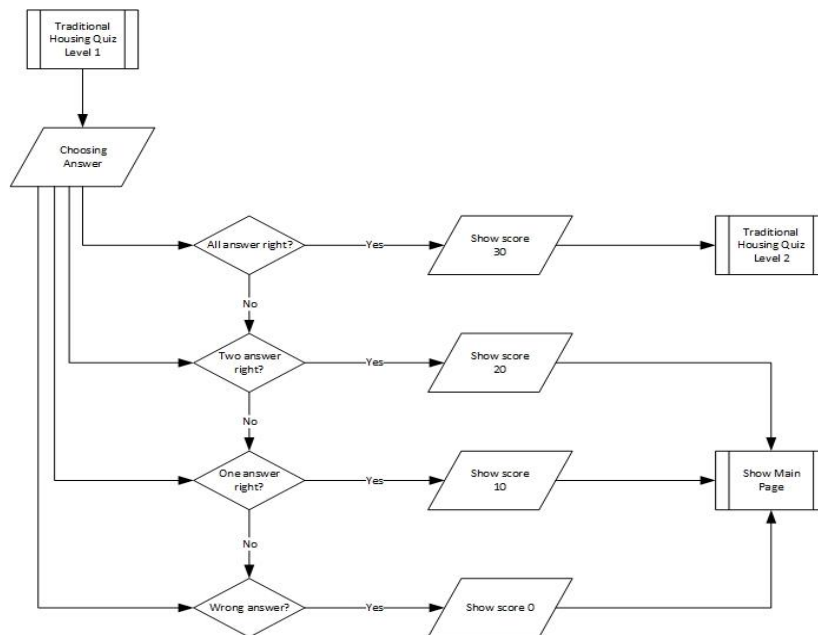 Traditional
Housing Quiz
Level 1
Choosing
Answer
All answer right?
Yes
Show score
30
Traditional
Housing Quiz
Level 2
No
Two answer
right?
Yes
Show score
20
No
One answer
right?
Yes
Show score
10
Show Main
Page
No
Wrong answer?
Yes
Show score 0